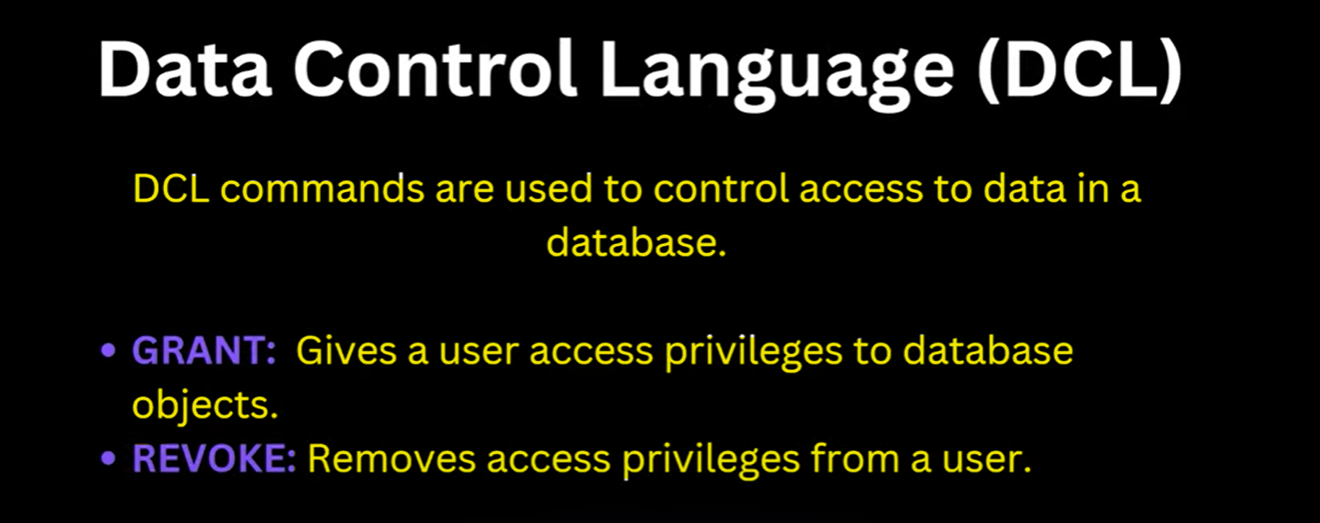 Data Control Language (DCL)
DCL commands are used to control access to data in a
database.
• GRANT: Gives a user access privileges to database
objects.
• REVOKE: Removes access privileges from a user.